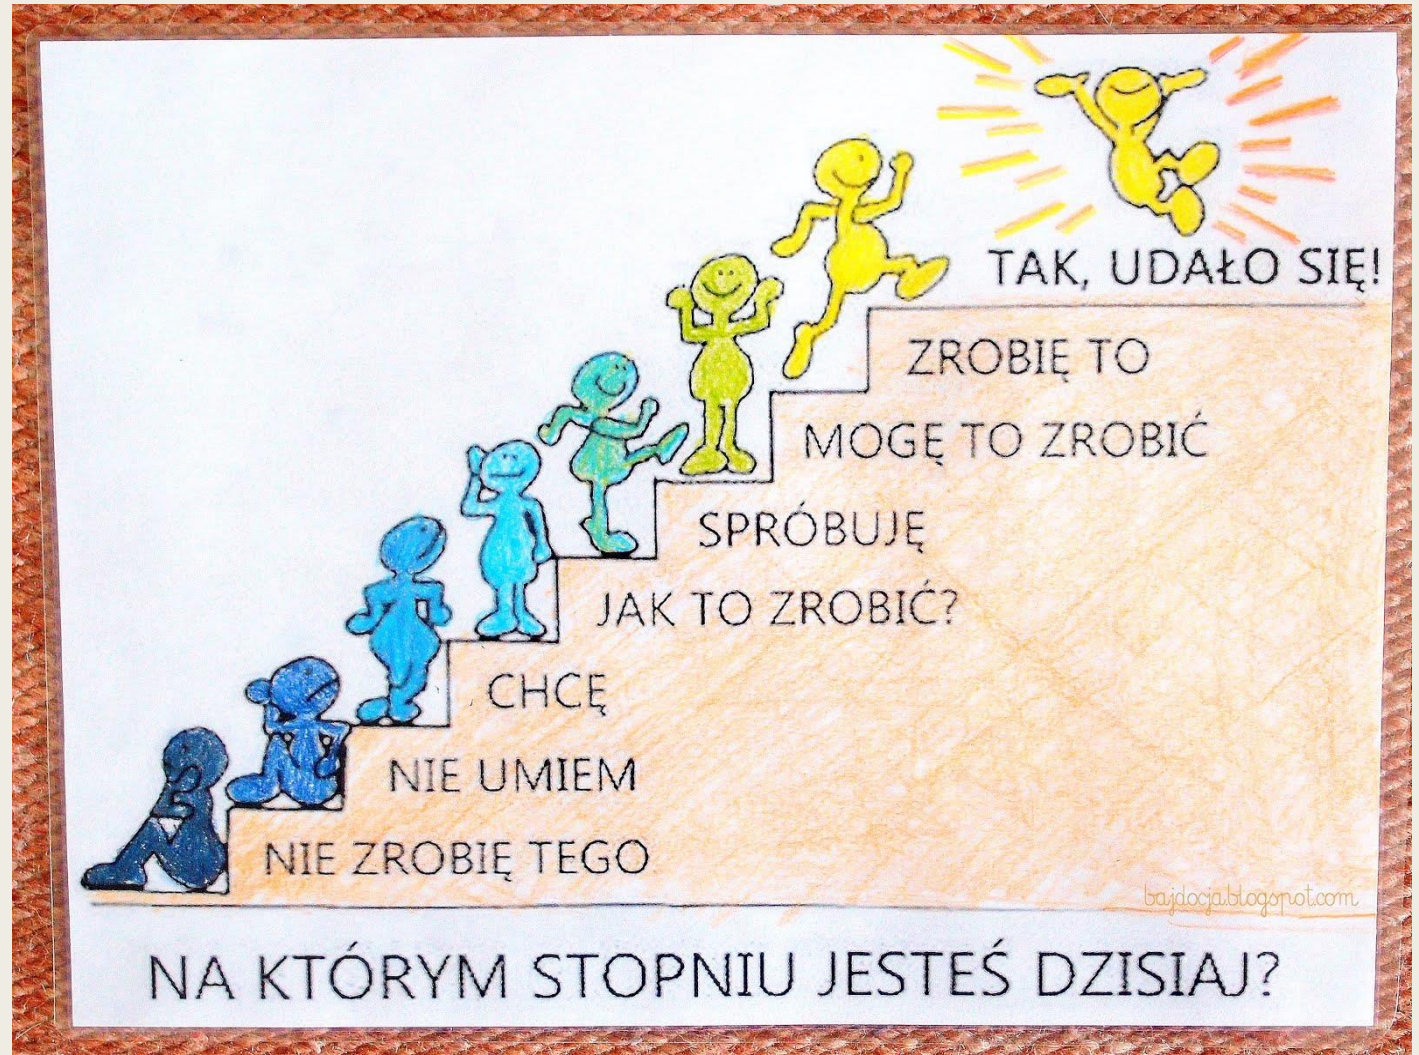 TAK, UDAŁO SIĘ!
ZROBIĘ TO
MOGĘ TO ZROBIĆ
SPRÓBUJĘ
JAK TO ZROBIĆ?
CHCĘ
NIE UMIEM
NIE ZROBIĘ TEGO
bajdocja.blogspot.com
NA KTÓRYM STOPNIU JESTEŚ DZISIAJ?